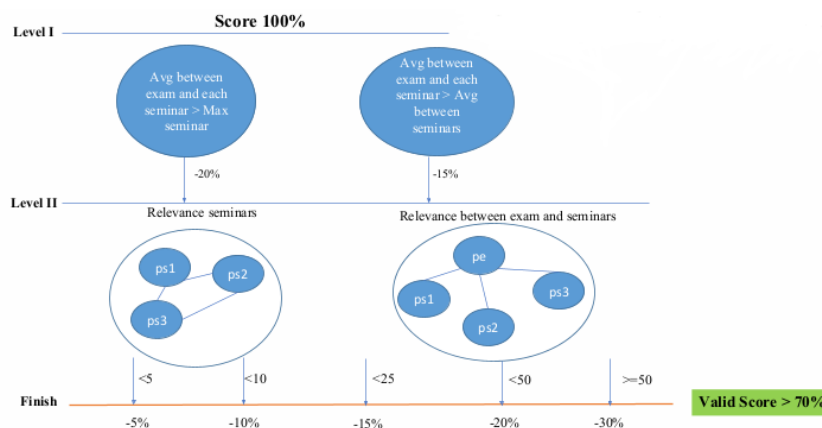 Score 100%
Level I
Avg between
exam and each
seminar > Max
seminar
Avg between
exam and each
seminar > Avg
between
seminars
-20%
-15%
Level II
Relevance seminars
Relevance between exam and seminars
ps1
ps2
ps3
pe
ps1
ps3
ps2
<5
<10
<25
<50
>=50
Finish
Valid Score > 70%
-5%
-10%
-15%
-20%
-30%